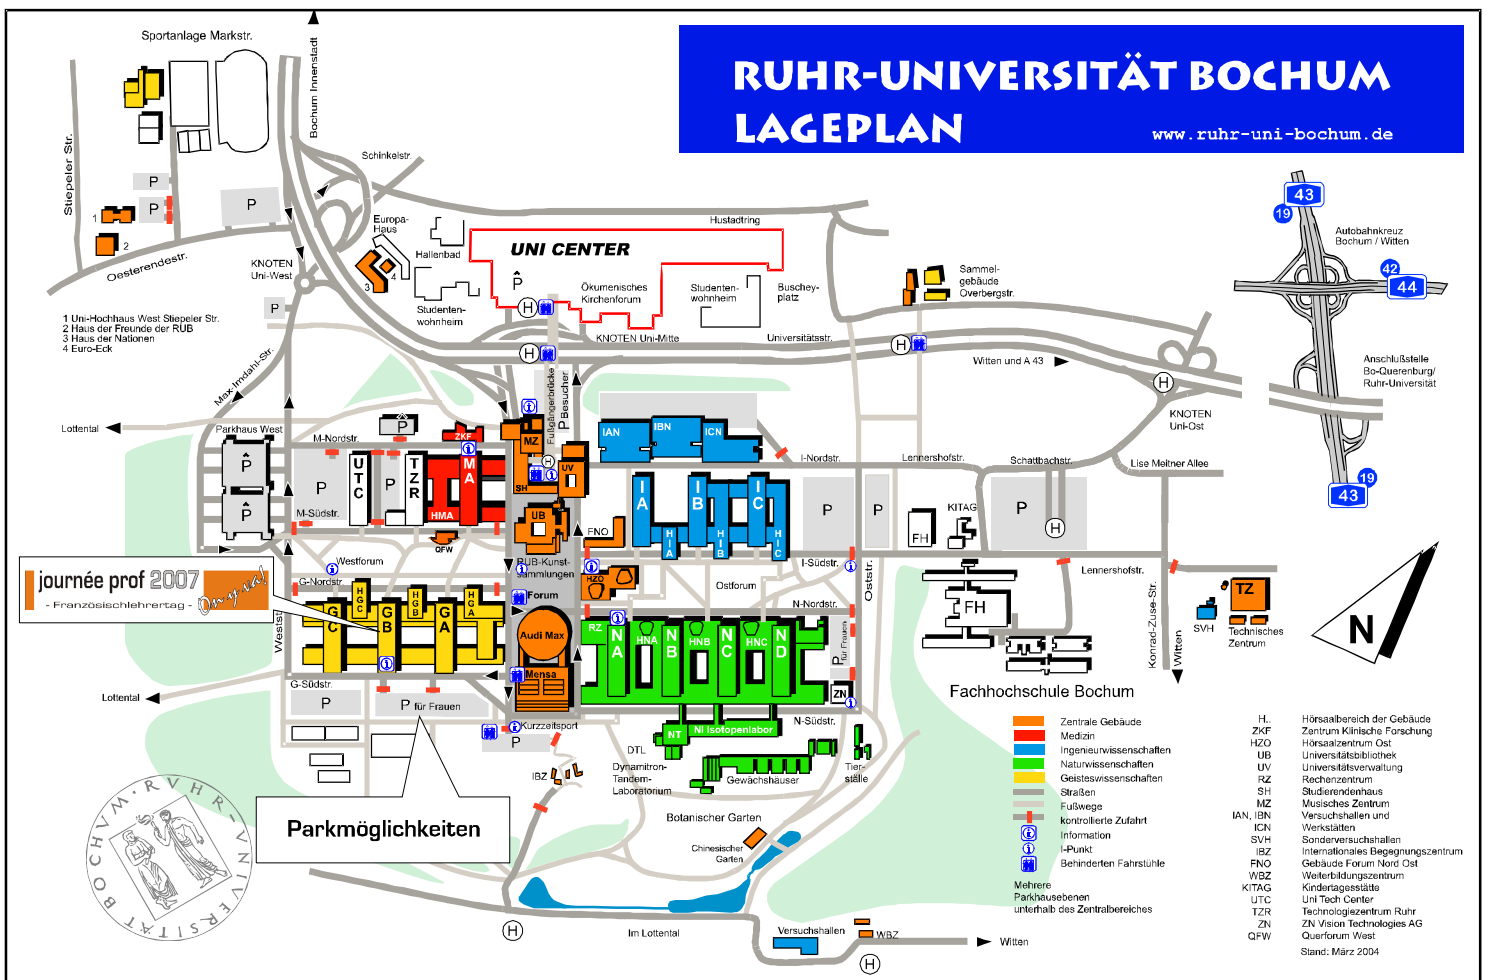 RUHR-UNIVERSITÄT BOCHUM
LAGEPLAN
www.ruhr-uni-bochum.de
Sportanlage Markstr.
Bochum Innenstadt
Stiepeler Str.
Schinkelstr.
P
P
P
1
2
Oesterendestr.
KNOTEN
Uni-West
Europa-
Haus
Hallenbad
4
3
Studenten-
wohnheim
Hustadtring
UNI CENTER
P
H
Ökumenisches
Kirchenforum
Studenten-
wohnheim
Buschey-
platz
Sammel-
gebäude
Overbergstr.
43
19
Autobahnkreuz
Bochum / Witten
42
44
Anschlußstelle
Bo-Querenburg/
Ruhr-Universität
19
43
P
1 Uni-Hochhaus West Stiepeler Str.
2 Haus der Freunde der RUB
3 Haus der Nationen
4 Euro-Eck
KNOTEN Uni-Mitte
Universitätsstr.
H
H
Witten und A 43
H
KNOTEN
Uni-Ost
Max-Imdahl-Str.
Fußgängerbrücke
P Besucher
Lottental
Parkhaus West
M-Nordstr.
P
P
P
UTC
P
TZR
P
ZKF
MA
HMA
QFW
M-Südstr.
MZ
H
UV
SH
UB
FNO
IAN
IBN
ICN
I-Nordstr.
IA
IB
IC
HIA
HIB
HIC
P
P
Lennershofstr.
Schattbachstr.
Lise Meitner Allee
FH
KITAG
P
H
Westforum
RUB-Kunst-
sammlungen
HZO
Ostforum
I-Südstr.
Oststr.
Lennershofstr.
journée prof 2007
- Französischlehrertag -
On y va!
G-Nordstr.
Forum
N-Nordstr.
Weststr.
GC
HGC
GB
HGB
GA
HGA
Audi Max
Mensa
RZ
NA
HNA
NB
HNB
NC
HNC
ND
P
für Frauen
ZN
FH
Fachhochschule Bochum
Konrad-Zuse-Str.
Witten
SVH
TZ
Technisches
Zentrum
N
Lottental
G-Südstr.
P
P für Frauen
Kurzzeitsport
P
N-Südstr.
NT
NI Isotopenlabor
DTL
Dynamitron-
Tandem-
Laboratorium
Gewächshäuser
Tier-
ställe
IBZ
Parkmöglichkeiten
Botanischer Garten
Chinesischer
Garten
RUHR-UNIVERSITÄT BOCHUM
H
Im Lottental
Versuchshallen
WBZ
H
Witten
Zentrale Gebäude
Medizin
Ingenieurwissenschaften
Naturwissenschaften
Geisteswissenschaften
Straßen
Fußwege
kontrollierte Zufahrt
Information
I-Punkt
Behinderten Fahrstühle
Mehrere
Parkhausebenen
unterhalb des Zentralbereiches
H.. Hörsaalbereich der Gebäude
ZKF Zentrum Klinische Forschung
HZO Hörsaalzentrum Ost
UB Universitätsbibliothek
UV Universitätsverwaltung
RZ Rechenzentrum
SH Studierendenhaus
MZ Musisches Zentrum
IAN, IBN Versuchshallen und
ICN Werkstätten
SVH Sonderversuchshallen
IBZ Internationales Begegnungszentrum
FNO Gebäude Forum Nord Ost
WBZ Weiterbildungszentrum
KITAG Kindertagesstätte
UTC Uni Tech Center
TZR Technologiezentrum Ruhr
ZN ZN Vision Technologies AG
QFW Querforum West
Stand: März 2004